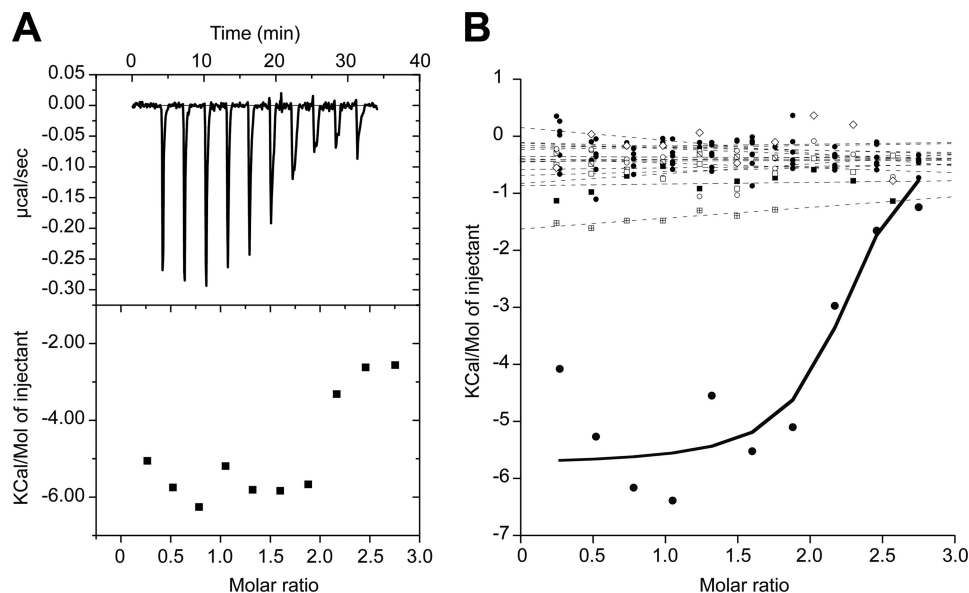 A
B
Time (min)
0 10 20 30 40
0.05
0.00
-0.05
-0.10
-0.15
-0.20
-0.25
-0.30
µcal/sec
-2.00
-4.00
-6.00
KCal/Mol of injectant
0 0.5 1.0 1.5 2.0 2.5 3.0
Molar ratio
1
0
-1
-2
-3
-4
-5
-6
-7
KCal/Mol of injectant
0 0.5 1.0 1.5 2.0 2.5 3.0
Molar ratio